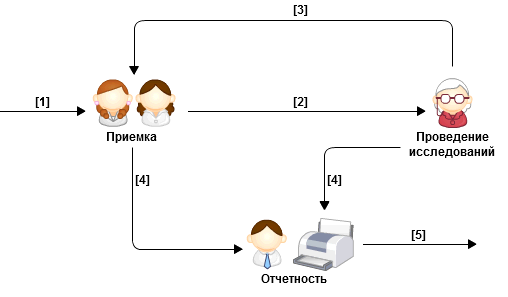 [3]
[1]
[2]
Приемка
Проведение
исследований
[4]
[4]
[5]
Отчетность